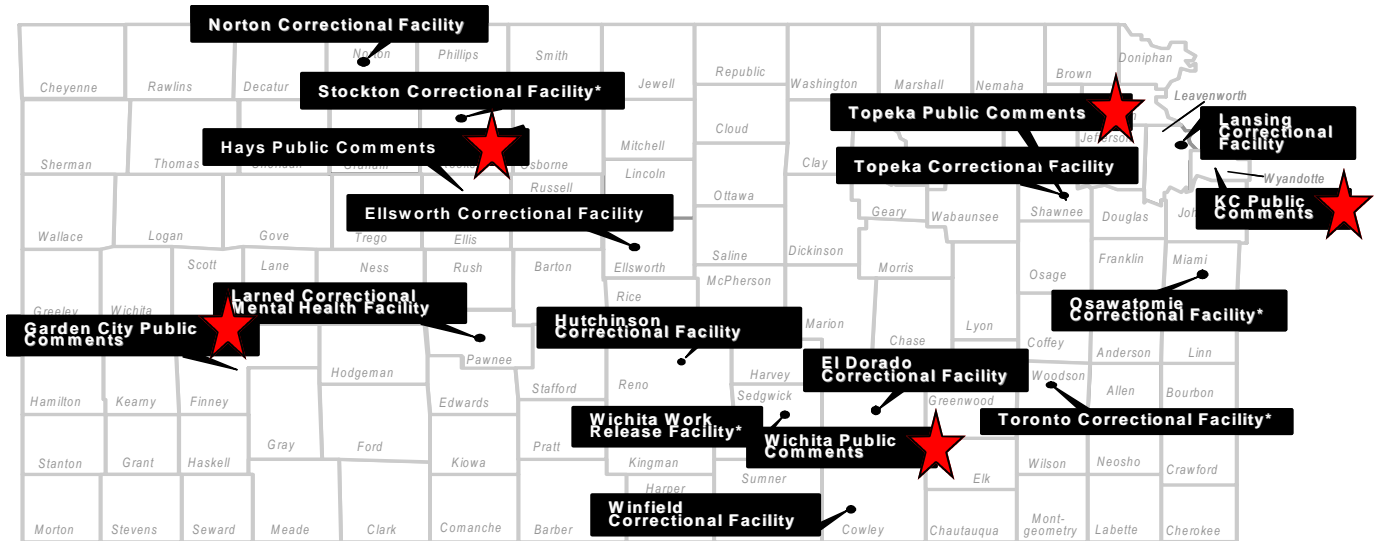 Norton Correctional Facility
Norton
Phillips
Smith
Cheyenne
Rawlins
Decatur
Jewell
Republic
Washington
Marshall
Nemaha
Brown
Doniphan
Stockton Correctional Facility*
Topeka Public Comments
Leavenworth
Lansing
Correctional
Facility
Hays Public Comments
Cloud
Mitchell
Jefferson
Sherman
Thomas
Sheridan
Graham
Osborne
Lincoln
Clay
Topeka Correctional Facility
Wyandotte
KC Public
Comments
Russell
Ottawa
Ellsworth Correctional Facility
Geary
Wabaunsee
Shawnee
Douglas
Wallace
Logan
Gove
Trego
Ellis
Saline
Dickinson
Morris
Osage
Franklin
Miami
Scott
Lane
Ness
Rush
Barton
Ellsworth
McPherson
Greeley
Wichita
Larned Correctional
Mental Health Facility
Rice
Osawatomie
Correctional Facility*
Garden City Public
Comments
Hutchinson
Correctional Facility
Marion
Chase
Lyon
Coffey
Anderson
Linn
Pawnee
Hodgeman
Stafford
Reno
Harvey
El Dorado
Correctional Facility
Woodson
Allen
Bourbon
Hamilton
Kearny
Finney
Edwards
Sedgwick
Greenwood
Wichita Work
Release Facility*
Wichita Public
Comments
Toronto Correctional Facility*
Gray
Ford
Pratt
Stanton
Grant
Haskell
Kiowa
Kingman
Sumner
Elk
Wilson
Neosho
Crawford
Harper
Winfield
Correctional Facility
Morton
Stevens
Seward
Meade
Clark
Comanche
Barber
Cowley
Chautauqua
Mont-
geometry
Labette
Cherokee